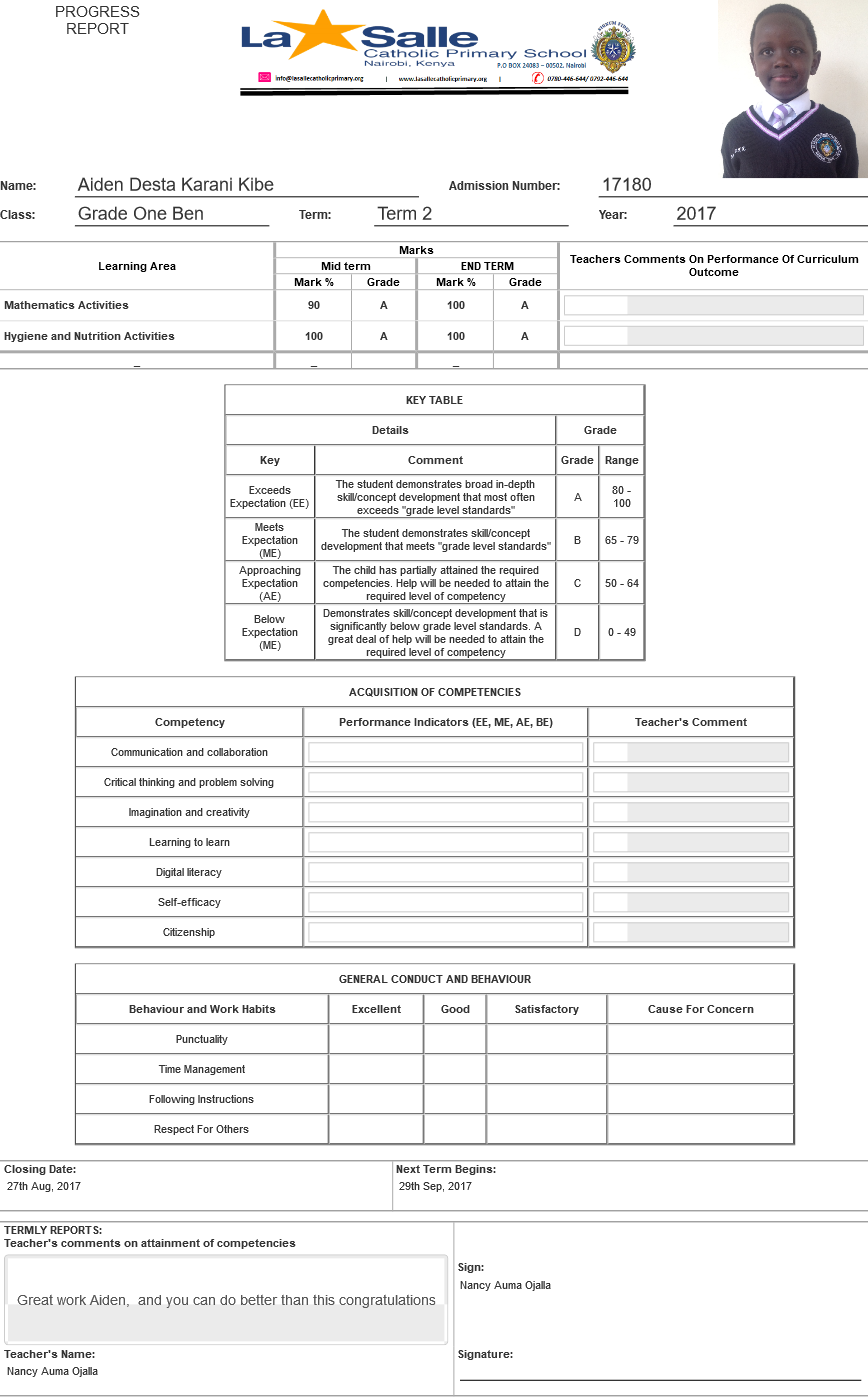 PROGRESS
REPORT
La Salle
Catholic Primary School
Nairobi, Kenya
P.O BOX 24083 – 00502, Nairobi
info@lasallecatholicprimary.org | www.lasallecatholicprimary.org | 0780-446-644/ 0792-446-644
Name: Aiden Desta Karani Kibe Admission Number: 17180
Class: Grade One Ben Term: Term 2 Year: 2017
Learning Area Marks Teachers Comments On Performance Of Curriculum Outcome
Mid term END TERM
Mark % Grade Mark % Grade
Mathematics Activities 90 A 100 A
Hygiene and Nutrition Activities 100 A 100 A
_ _ _
KEY TABLE
Details Grade
Key Comment Grade Range
Exceeds Expectation (EE) The student demonstrates broad in-depth skill/concept development that most often exceeds "grade level standards" A 80 - 100
Meets Expectation (ME) The student demonstrates skill/concept development that meets "grade level standards" B 65 - 79
Approaching Expectation (AE) The child has partially attained the required competencies. Help will be needed to attain the required level of competency C 50 - 64
Below Expectation (ME) Demonstrates skill/concept development that is significantly below grade level standards. A great deal of help will be needed to attain the required level of competency D 0 - 49
ACQUISITION OF COMPETENCIES
Competency Performance Indicators (EE, ME, AE, BE) Teacher's Comment
Communication and collaboration
Critical thinking and problem solving
Imagination and creativity
Learning to learn
Digital literacy
Self-efficacy
Citizenship
GENERAL CONDUCT AND BEHAVIOUR
Behaviour and Work Habits Excellent Good Satisfactory Cause For Concern
Punctuality
Time Management
Following Instructions
Respect For Others
Closing Date: Next Term Begins:
27th Aug, 2017 29th Sep, 2017
TERMLY REPORTS:
Teacher's comments on attainment of competencies
Great work Aiden, and you can do better than this congratulations
Sign:
Nancy Auma Ojalla
Teacher's Name: Signature:
Nancy Auma Ojalla